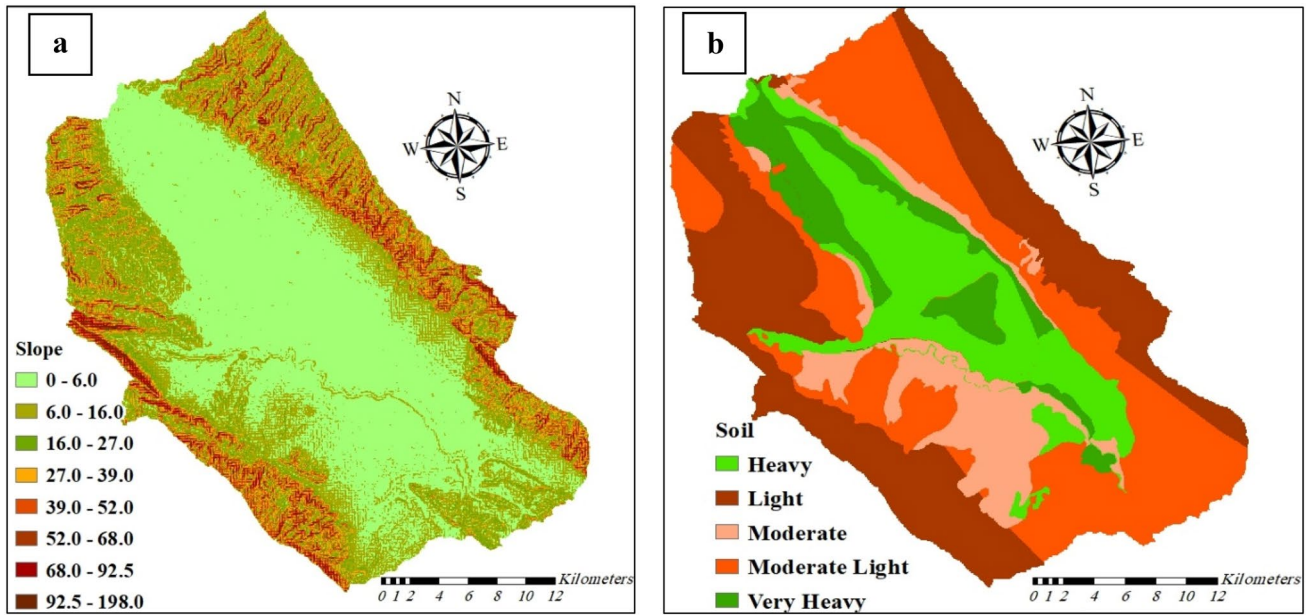 a
N
W E
S
Slope
0 - 6.0
6.0 - 16.0
16.0 - 27.0
27.0 - 39.0
39.0 - 52.0
52.0 - 68.0
68.0 - 92.5
92.5 - 198.0
Kilometers
0 1 2 4 6 8 10 12
b
N
W E
S
Soil
Heavy
Light
Moderate
Moderate Light
Very Heavy
Kilometers
0 1 2 4 6 8 10 12